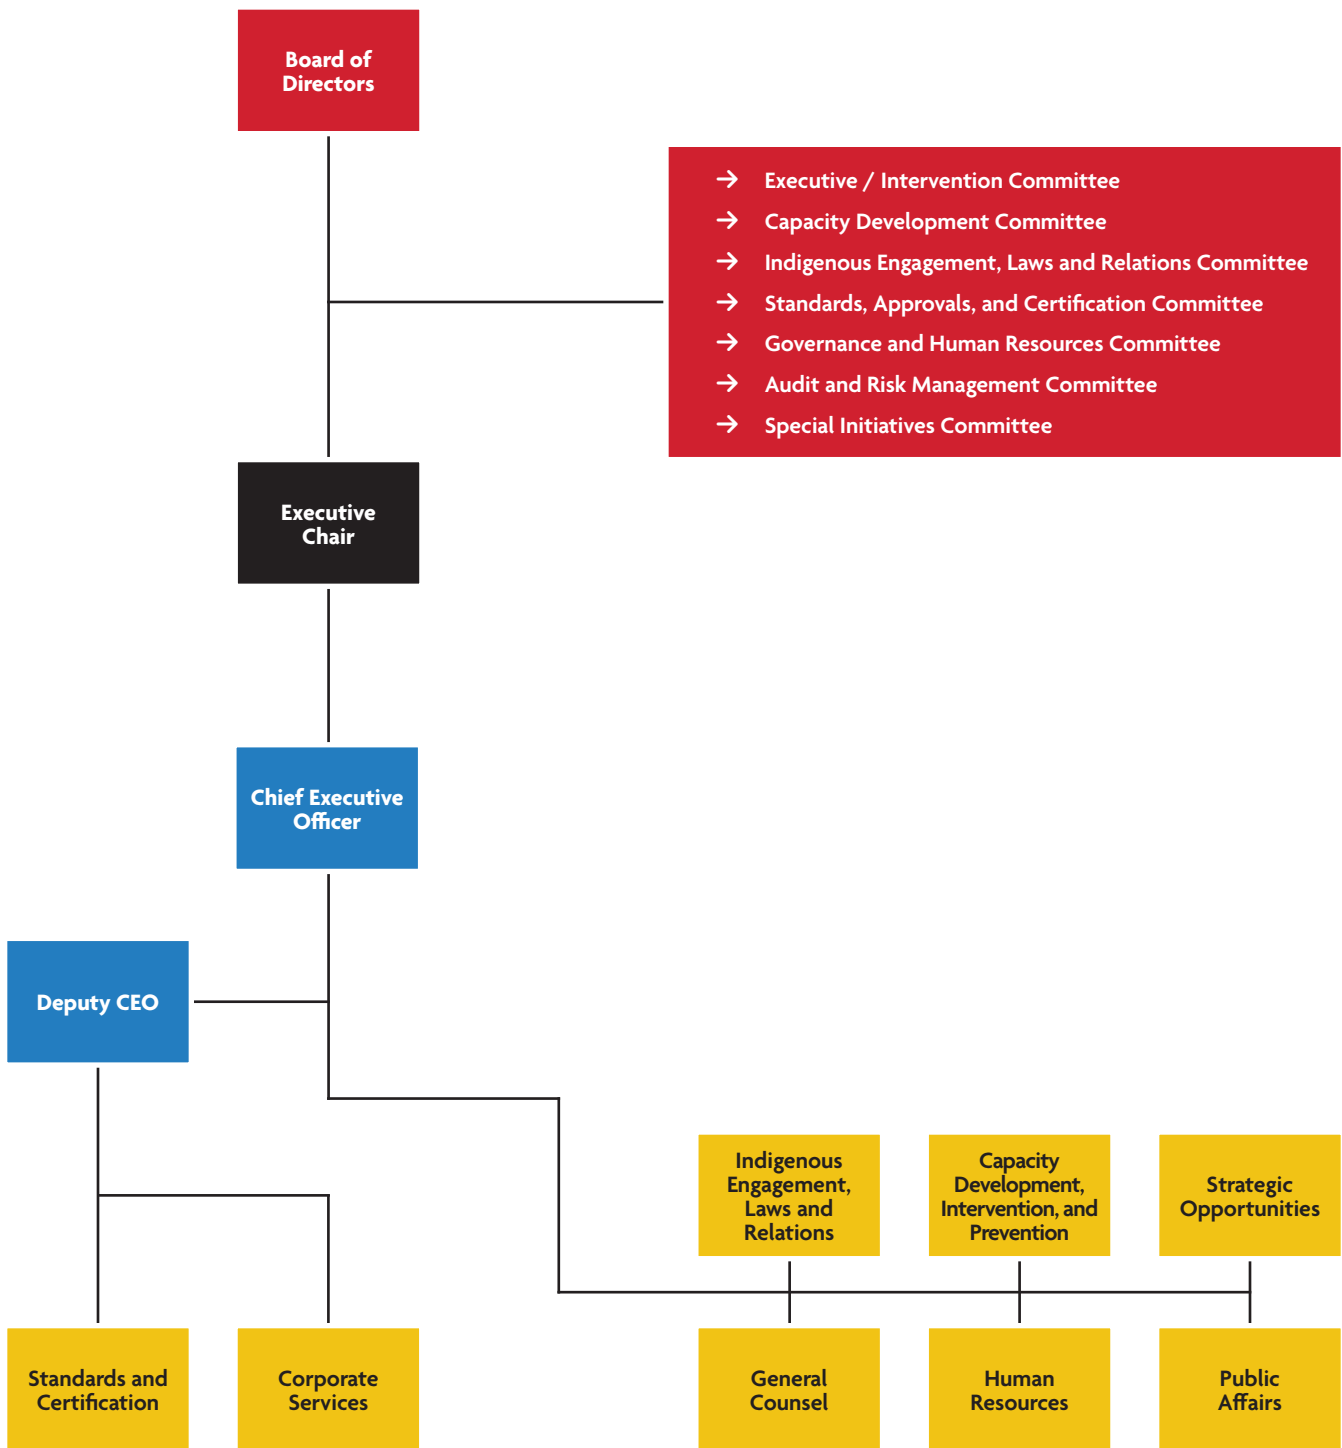 Board of
Directors
→ Executive / Intervention Committee
→ Capacity Development Committee
→ Indigenous Engagement, Laws and Relations Committee
→ Standards, Approvals, and Certification Committee
→ Governance and Human Resources Committee
→ Audit and Risk Management Committee
→ Special Initiatives Committee
Executive
Chair
Chief Executive
Officer
Deputy CEO
Indigenous
Engagement,
Laws and
Relations
Capacity
Development,
Intervention, and
Prevention
Strategic
Opportunities
Standards and
Certification
Corporate
Services
General
Counsel
Human
Resources
Public
Affairs